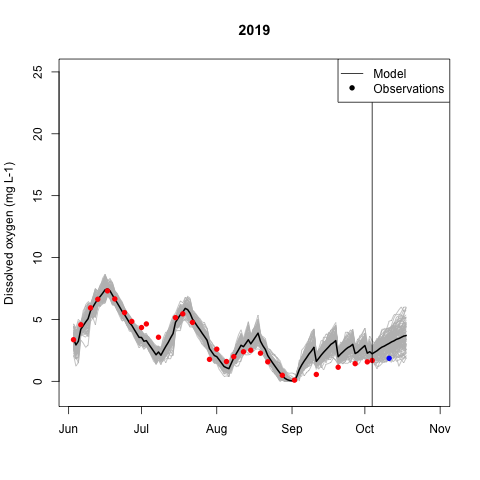 2019
Model
Observations
Dissolved oxygen (mg L-1)
25
20
15
10
5
0
Jun Jul Aug Sep Oct Nov